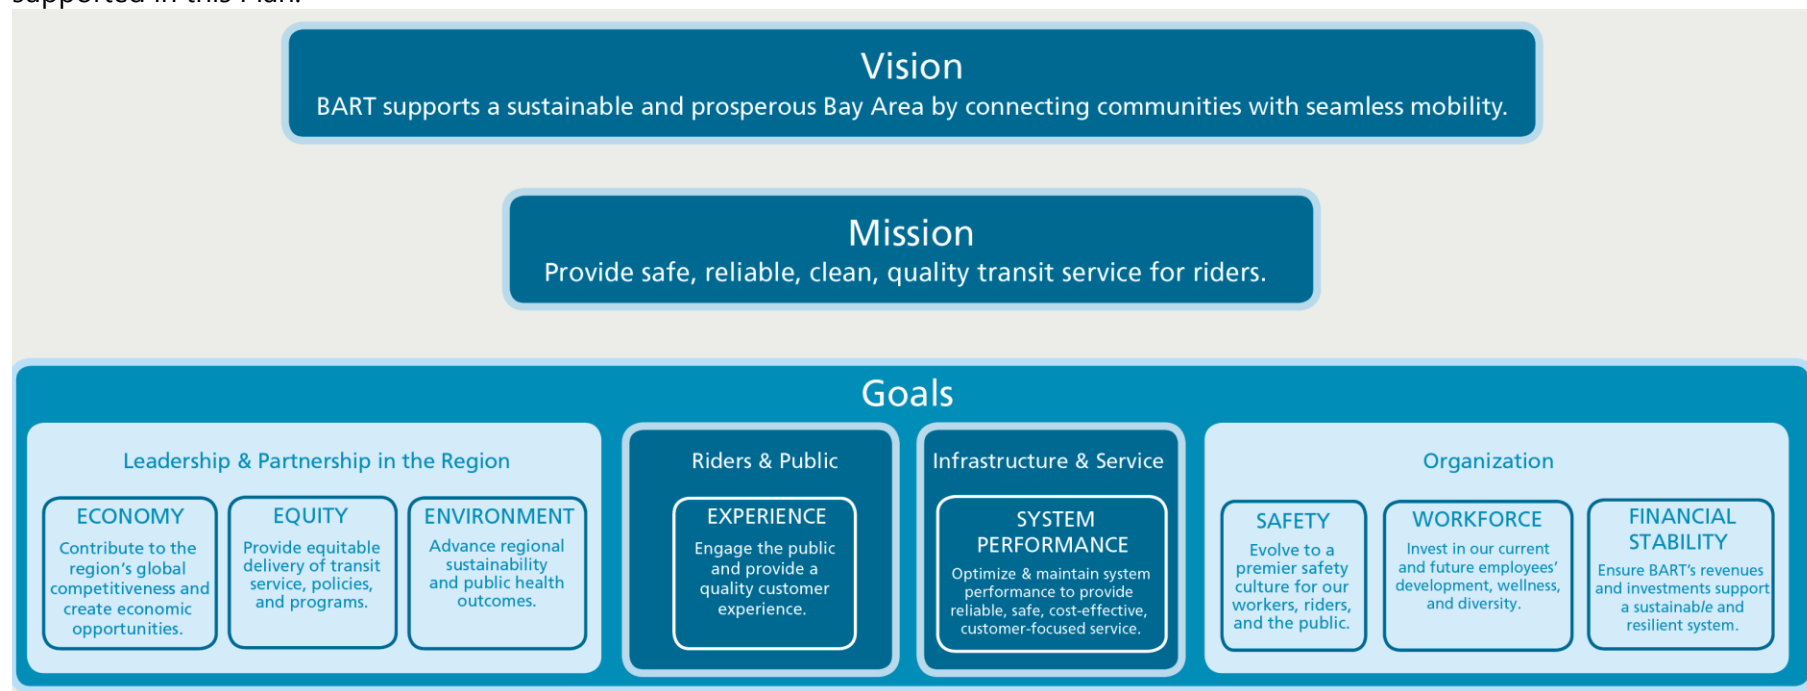 supported in this Plan.
Vision
BART supports a sustainable and prosperous Bay Area by connecting communities with seamless mobility.
Mission
Provide safe, reliable, clean, quality transit service for riders.
Goals
Leadership & Partnership in the Region
ECONOMY
Contribute to the
region's global
competitiveness and
create economic
opportunities.
EQUITY
Provide equitable
delivery of transit
service, policies,
and programs.
ENVIRONMENT
Advance regional
sustainability
and public health
outcomes.
Riders & Public
EXPERIENCE
Engage the public
and provide a
quality customer
experience.
Infrastructure & Service
SYSTEM
PERFORMANCE
Optimize & maintain system
performance to provide
reliable, safe, cost-effective,
customer-focused service.
Organization
SAFETY
Evolve to a
premier safety
culture for our
workers, riders,
and the public.
WORKFORCE
Invest in our current
and future employees'
development, wellness,
and diversity.
FINANCIAL
STABILITY
Ensure BART's revenues
and investments support
a sustainable and
resilient system.